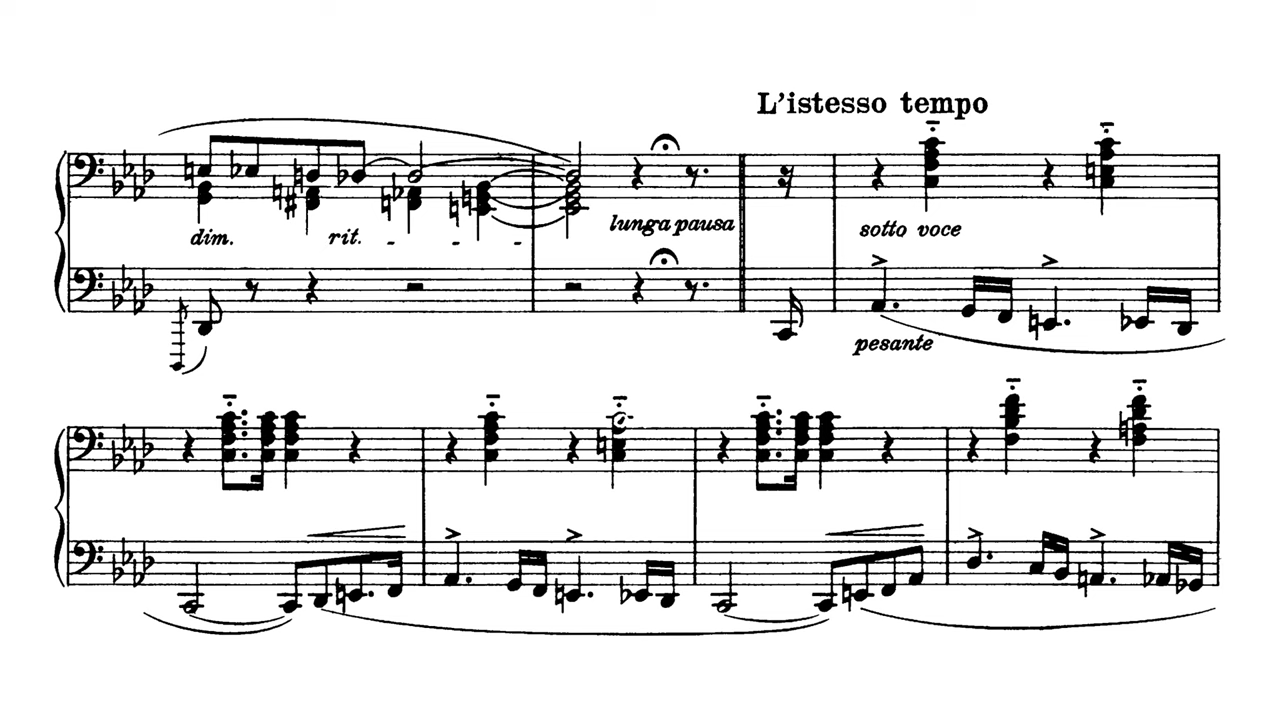 L'istesso tempo
dim. rit. - - - lunga pausa sotto voce
pesante